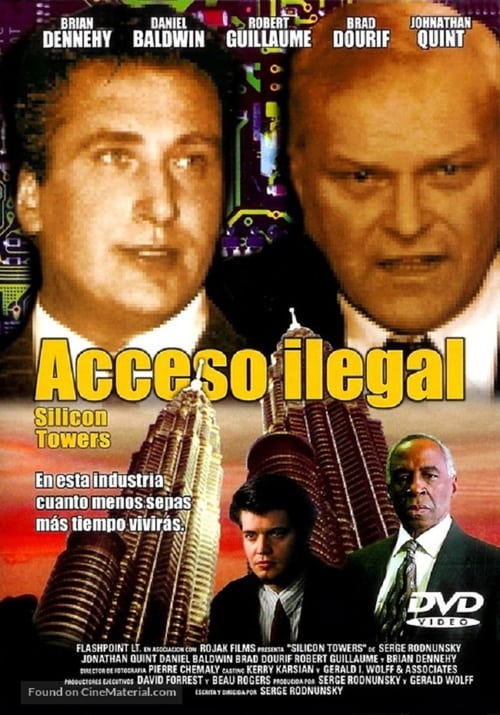 BRIAN DENNEHY
DANIEL BALDWIN
ROBERT GUILLAUME
BRAD DOURIF
JOHNATHAN QUINT
Acceso ilegal
Silicon
Towers
En esta industria
cuanto menos sepas
más tiempo vivirás.
DVD
VIDEO
FLASHPOINT LT. EN ASOCIACION CON ROJAK FILMS PRESENTA "SILICON TOWERS" DE SERGE RODNUNSKY
JONATHAN QUINT DANIEL BALDWIN BRAD DOURIF ROBERT GUILLAUME Y BRIAN DENNEHY
DIRECTOR DE FOTOGRAFIA PIERRE CHEMALY CASTING KERRY KARSIAN Y GERALD I. WOLFF & ASSOCIATES
PRODUCTORES EJECUTIVOS DAVID FORREST Y BEAU ROGERS PRODUCIDA POR SERGE RODNUNSKY Y GERALD WOLFF
ESCRITA Y DIRIGIDA POR SERGE RODNUNSKY
Found on CineMaterial.com